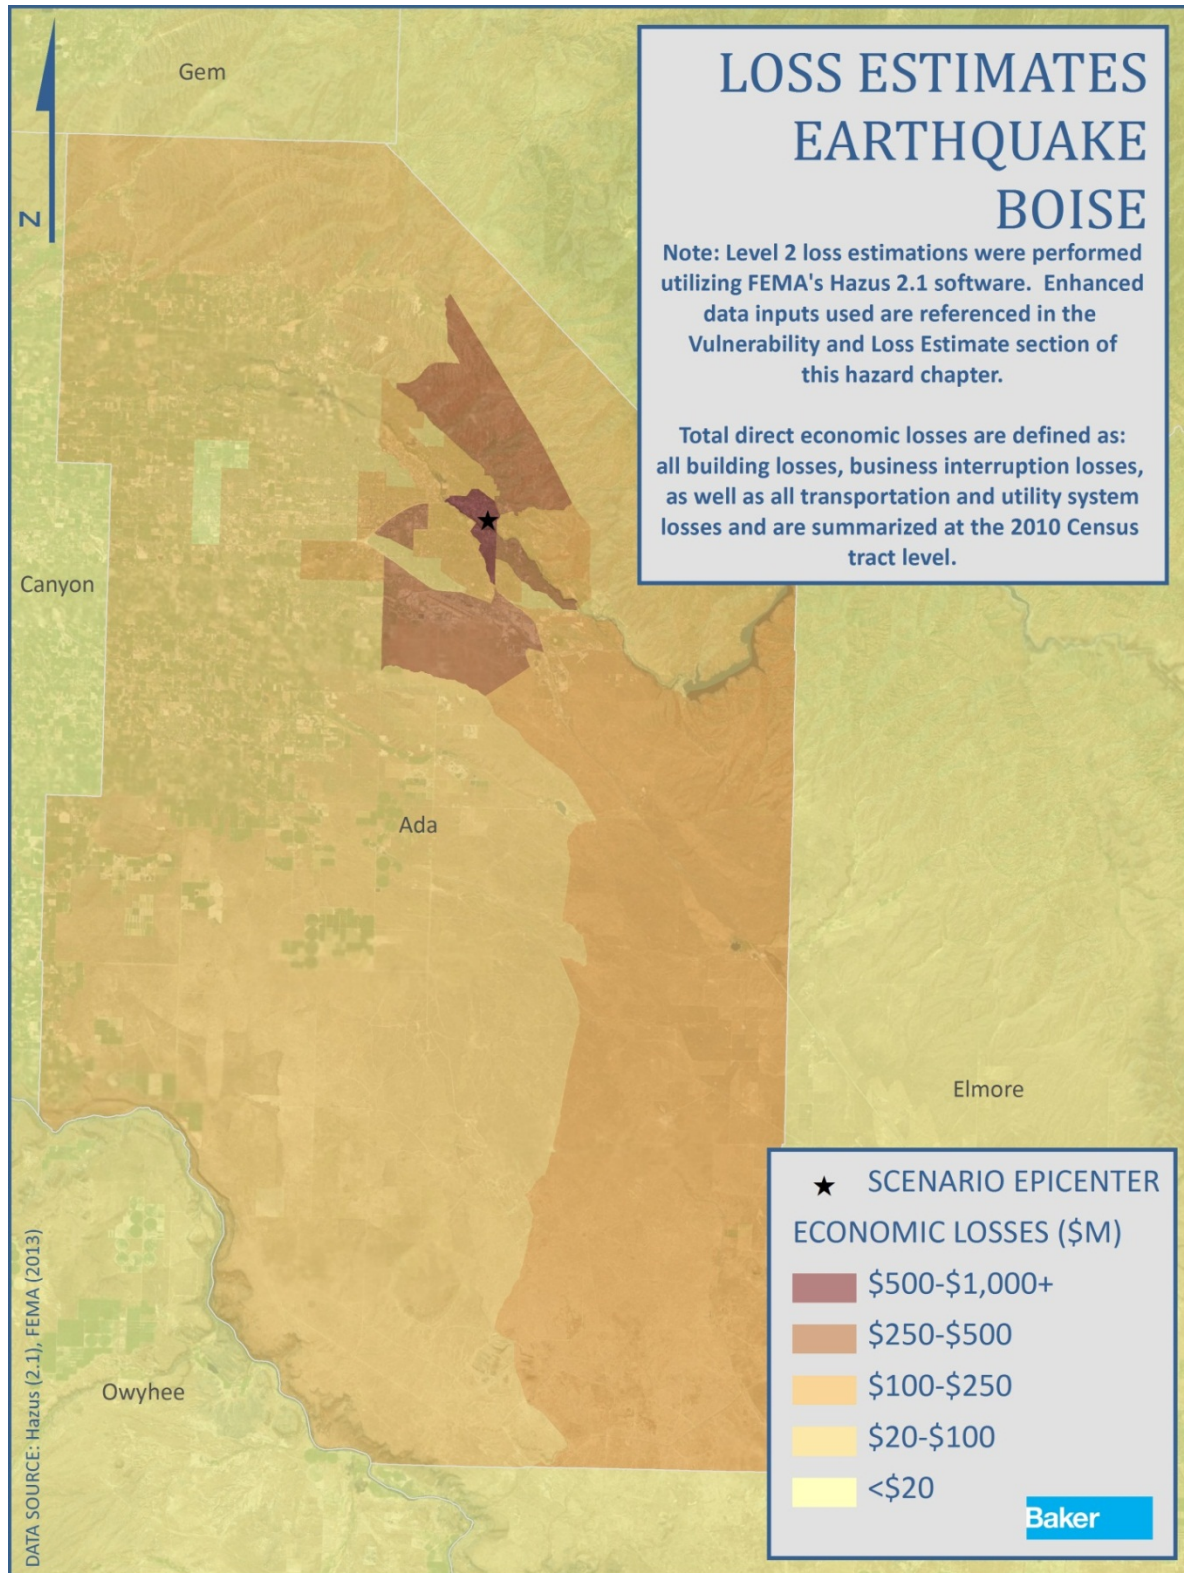 LOSS ESTIMATES
EARTHQUAKE
BOISE
Note: Level 2 loss estimations were performed
utilizing FEMA's Hazus 2.1 software. Enhanced
data inputs used are referenced in the
Vulnerability and Loss Estimate section of
this hazard chapter.
Total direct economic losses are defined as:
all building losses, business interruption losses,
as well as all transportation and utility system
losses and are summarized at the 2010 Census
tract level.
Gem
N
Canyon
Ada
Elmore
Owyhee
SCENARIO EPICENTER
ECONOMIC LOSSES ($M)
$500-$1,000+
$250-$500
$100-$250
$20-$100
<$20
Baker
DATA SOURCE: Hazus (2.1), FEMA (2013)